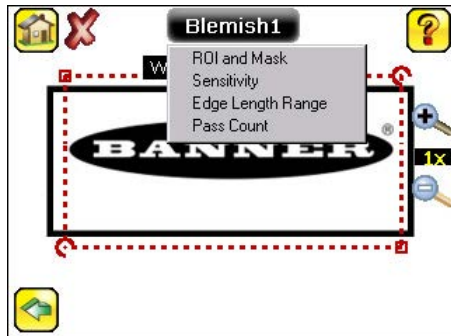 Blemish1
?
W
ROI and Mask
Sensitivity
Edge Length Range
Pass Count
BANNER®
1x